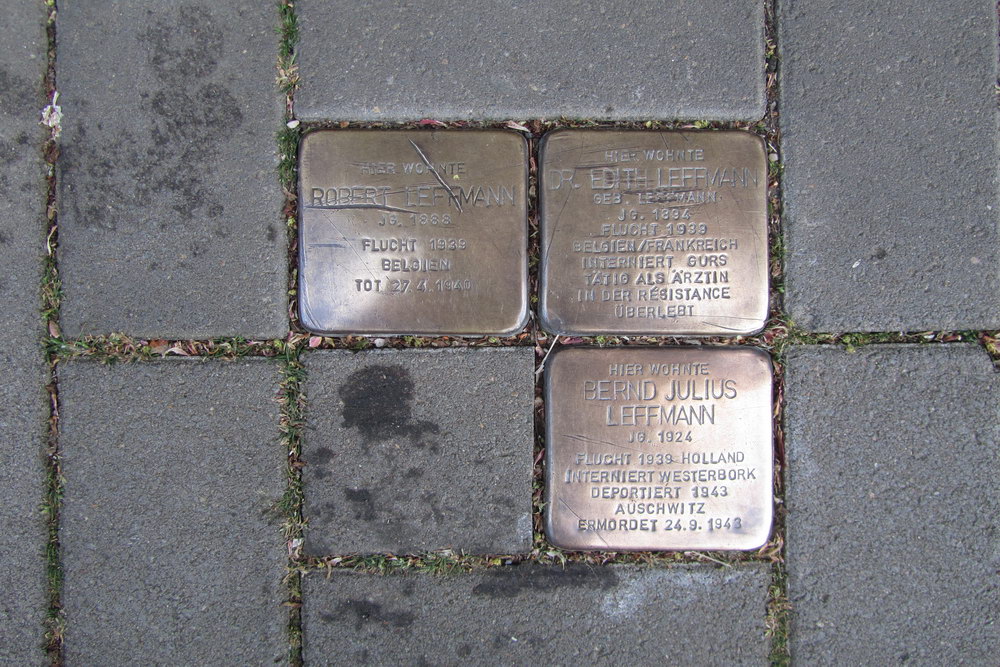 HIER WOHNTE
ROBERT LEFFMANN
JG. 1888
FLUCHT 1939
BELGIEN
TOT 27.4.1940
HIER WOHNTE
DR. EDITH LEFFMANN
GEB. LEFFMANN
JG. 1894
FLUCHT 1939
BELGIEN/FRANKREICH
INTERNIERT GURS
TÄTIG ALS ÄRZTIN
IN DER RÉSISTANCE
ÜBERLEBT
HIER WOHNTE
BERND JULIUS
LEFFMANN
JG. 1924
FLUCHT 1939 HOLLAND
INTERNIERT WESTERBORK
DEPORTIERT 1943
AUSCHWITZ
ERMORDET 24.9.1943